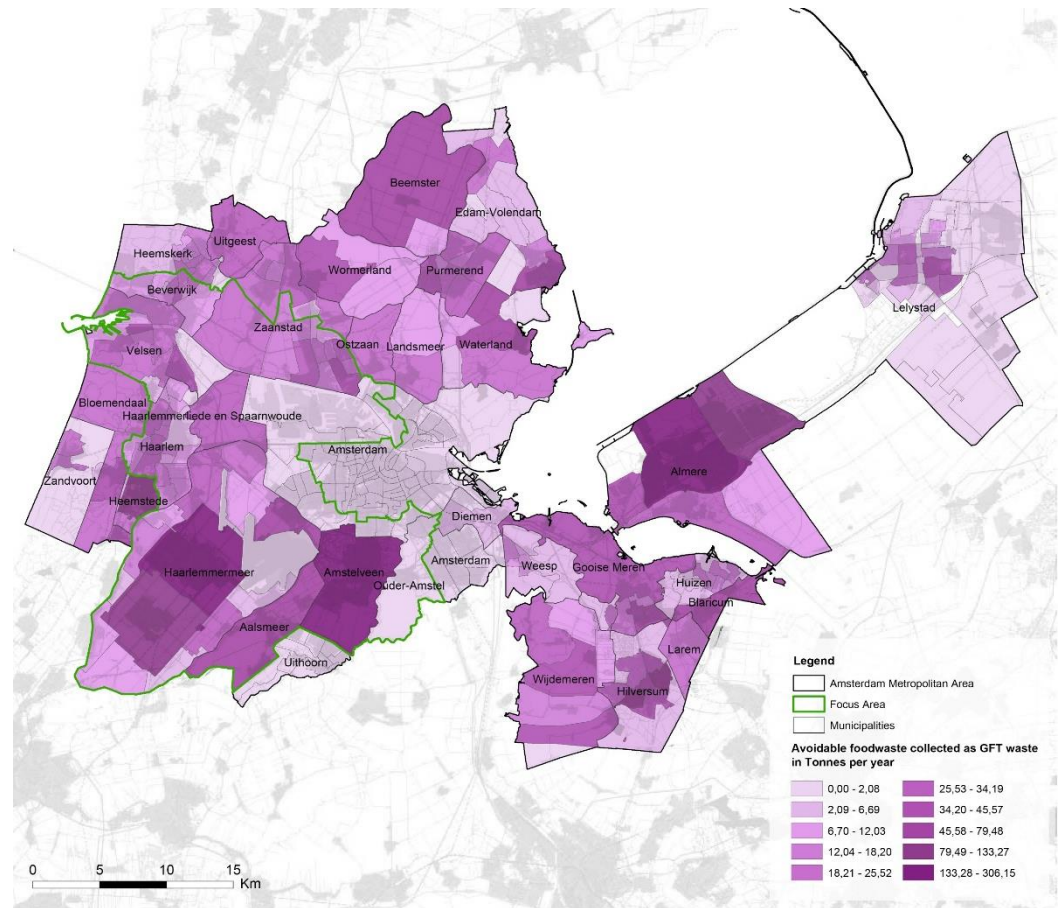 Beemster
Edam-Volendam
Uitgeest
Heemskerk
Wormerland
Purmerend
Beverwijk
Lelystad
Zaanstad
Ostzaan
Landsmeer
Waterland
Velsen
Bloemendaal
Haarlemmerliede en Spaarnwoude
Haarlem
Amsterdam
Almere
Zandvoort
Heemstede
Diemen
Amsterdam
Weesp
Gooise Meren
Haarlemmermeer
Amstelveen
Ouder-Amstel
Huizen
Blaricum
Aalsmeer
Larem
Uithoorn
Wijdemeren
Hilversum
Legend
Amsterdam Metropolitan Area
Focus Area
Municipalities
Avoidable foodwaste collected as GFT waste
in Tonnes per year
0,00 - 2,08
2,09 - 6,69
6,70 - 12,03
12,04 - 18,20
18,21 - 25,52
25,53 - 34,19
34,20 - 45,57
45,58 - 79,48
79,49 - 133,27
133,28 - 306,15
0 5 10 15
Km